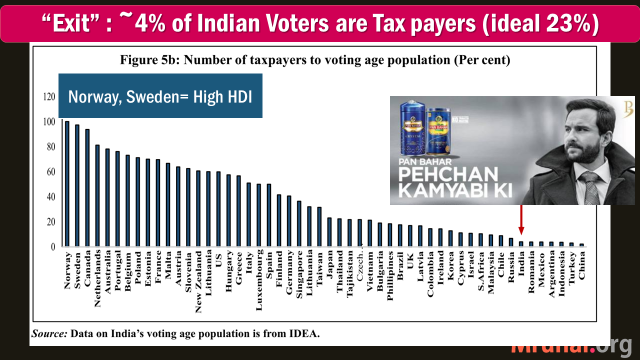 “Exit” : ~4% of Indian Voters are Tax payers (ideal 23%)
Figure 5b: Number of taxpayers to voting age population (Per cent)
Norway, Sweden= High HDI
PAN BAHAR
PEHCHAN
KAMYABI KI
120
100
80
60
40
20
0
Norway
Sweden
Canada
Netherlands
Australia
Portugal
Belgium
Poland
Estonia
France
Malta
Austria
Slovenia
New Zealand
Lithuania
US
Hungary
Greece
Italy
Luxembourg
Spain
Finland
Germany
Singapore
Lithuania
Taiwan
Japan
Thailand
Tajikistan
Czech…
Vietnam
Bulgaria
Phillipines
Brazil
UK
Latvia
Colombia
Ireland
Korea
Cyprus
Israel
S.Africa
Malaysia
Chile
Russia
India
Romania
Mexico
Argentina
Indonesia
Turkey
China
Source: Data on India’s voting age population is from IDEA.
Mrunal.org